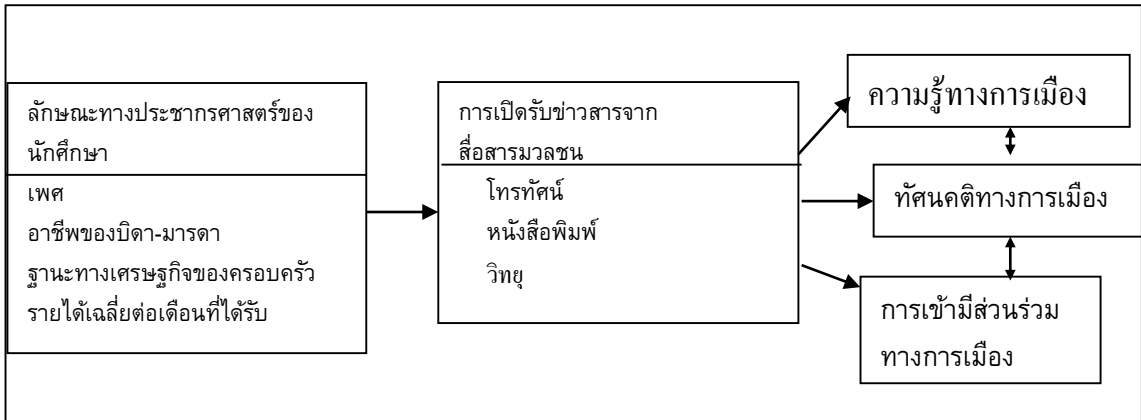 ลักษณะทางประชากรศาสตร์ของ
นักศึกษา
เพศ
อาชีพของบิดา-มารดา
ฐานะทางเศรษฐกิจของครอบครัว
รายได้เฉลี่ยต่อเดือนที่ได้รับ
การเปิดรับข่าวสารจาก
สื่อสารมวลชน
โทรทัศน์
หนังสือพิมพ์
วิทยุ
ความรู้ทางการเมือง
ทัศนคติทางการเมือง
การเข้ามีส่วนร่วม
ทางการเมือง